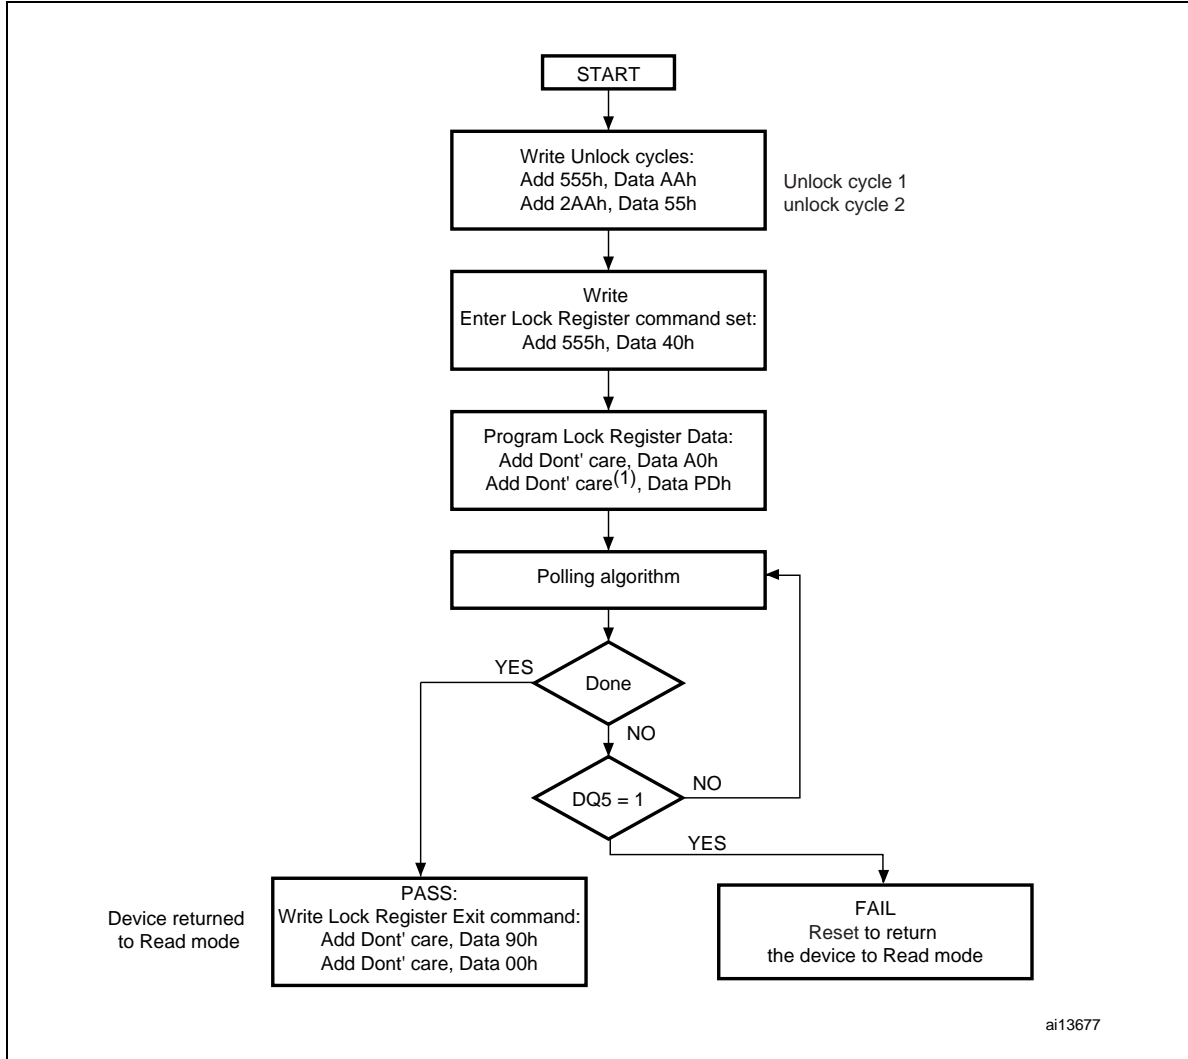 START
Write Unlock cycles:
Add 555h, Data AAh
Add 2AAh, Data 55h
Unlock cycle 1
unlock cycle 2
Write
Enter Lock Register command set:
Add 555h, Data 40h
Program Lock Register Data:
Add Dont' care, Data A0h
Add Dont' care(1), Data PDh
Polling algorithm
YES
Done
NO
NO
DQ5 = 1
YES
Device returned
to Read mode
PASS:
Write Lock Register Exit command:
Add Dont' care, Data 90h
Add Dont' care, Data 00h
FAIL
Reset to return
the device to Read mode
ai13677